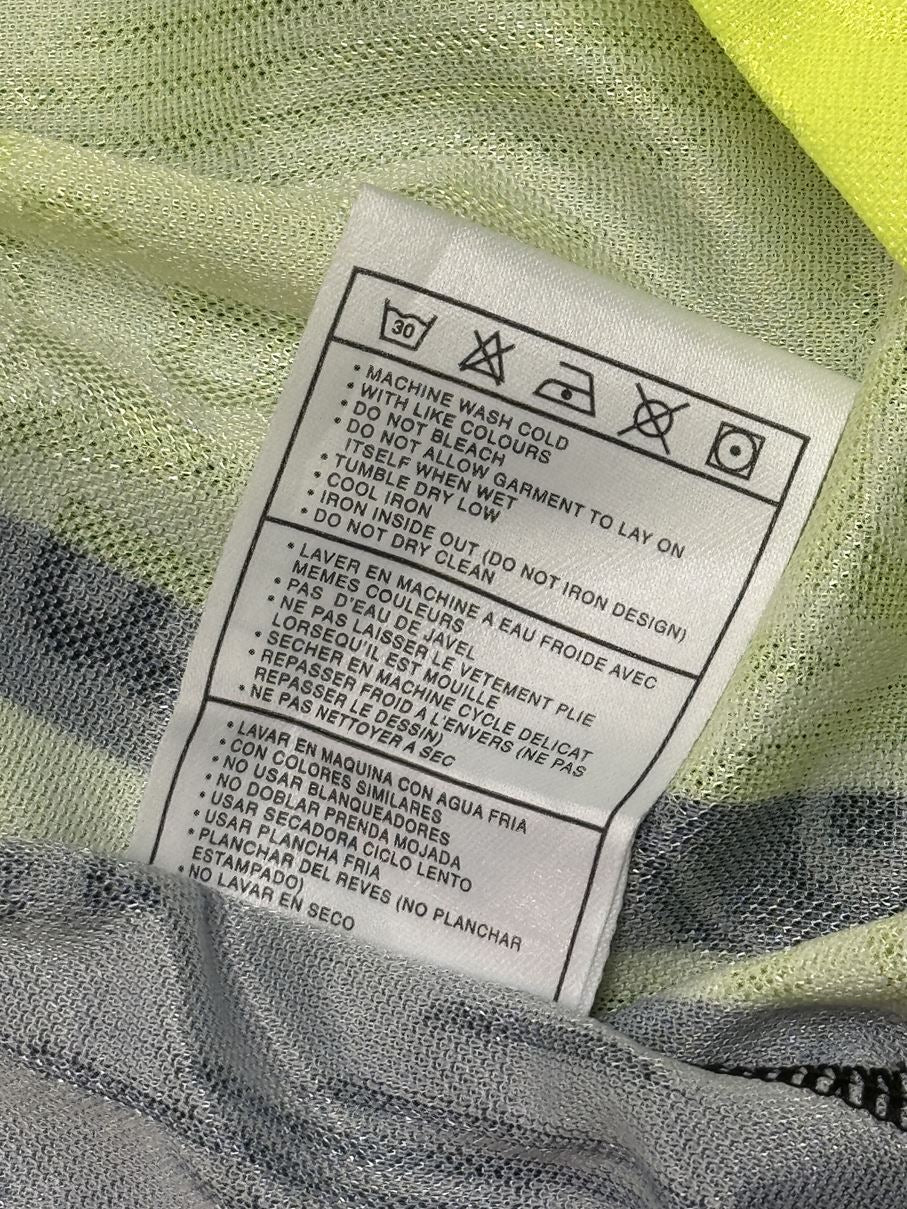 30
• MACHINE WASH COLD
• WITH LIKE COLOURS
• DO NOT BLEACH
• DO NOT ALLOW GARMENT TO LAY ON
ITSELF WHEN WET
• TUMBLE DRY LOW
• COOL IRON
• IRON INSIDE OUT (DO NOT IRON DESIGN)
• DO NOT DRY CLEAN
• LAVER EN MACHINE A EAU FROIDE AVEC
MEMES COULEURS
• PAS D'EAU DE JAVEL
• NE PAS LAISSER LE VETEMENT PLIE
LORSEQU'IL EST MOUILLE
• SECHER EN MACHINE CYCLE DELICAT
• REPASSER FROID A L'ENVERS (NE PAS
REPASSER LE DESSIN)
• NE PAS NETTOYER A SEC
• LAVAR EN MAQUINA CON AGUA FRIA
• CON COLORES SIMILARES
• NO USAR BLANQUEADORES
• NO DOBLAR PRENDA MOJADA
• USAR SECADORA CICLO LENTO
• USAR PLANCHA FRIA
• PLANCHAR DEL REVES (NO PLANCHAR
ESTAMPADO)
• NO LAVAR EN SECO